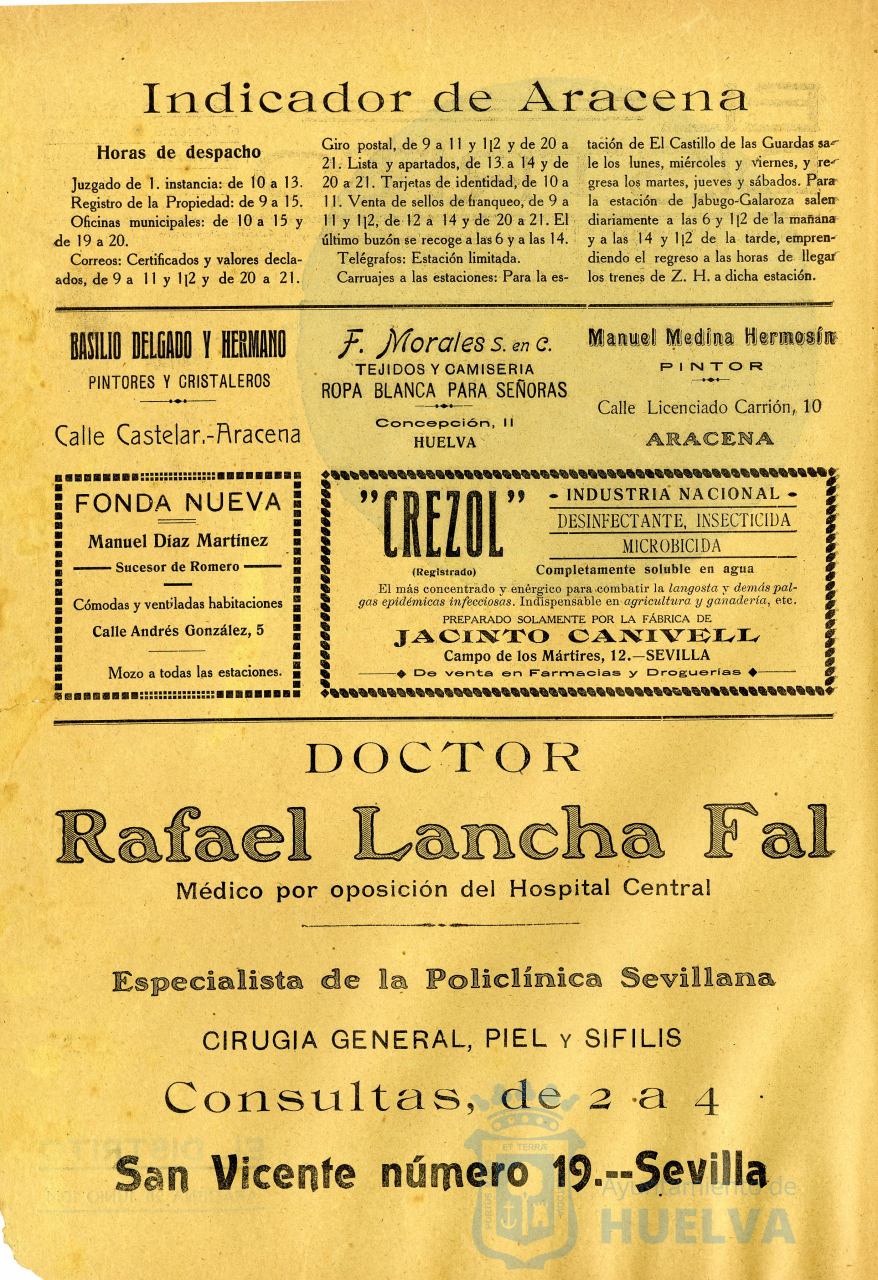 Indicador de Aracena
Horas de despacho
Juzgado de 1. instancia: de 10 a 13.
Registro de la Propiedad: de 9 a 15.
Oficinas municipales: de 10 a 15 y
de 19 a 20.
Correos: Certificados y valores decla-
ados, de 9 a 11 y 1|2 y de 20 a 21.
Giro postal, de 9 a 11 y 1|2 y de 20 a
21. Lista y apartados, de 13 a 14 y de
20 a 21. Tarjetas de identidad, de 10 a
11. Venta de sellos de franqueo, de 9 a
11 y 1|2, de 12 a 14 y de 20 a 21. El
último buzón se recoge a las 6 y a las 14.
Telégrafos: Estación limitada.
Carruajes a las estaciones: Para la es-
tación de El Castillo de las Guardas sa-
le los lunes, miércoles y viernes, y re-
gresa los martes, jueves y sábados. Para
la estación de Jabugo-Galaroza salen
diariamente a las 6 y 1|2 de la mañana
y a las 14 y 1|2 de la tarde, empren-
diendo el regreso a las horas de llegar
los trenes de Z. H. a dicha estación.
BASILIO DELGADO Y HERMANO
PINTORES Y CRISTALEROS
Calle Castelar.-Aracena
F. Morales S. en C.
TEJIDOS Y CAMISERIA
ROPA BLANCA PARA SEÑORAS
Concepción, 11
HUELVA
Manuel Medina Hermosín
PINTOR
Calle Licenciado Carrión, 10
ARACENA
FONDA NUEVA
Manuel Díaz Martínez
Sucesor de Romero
Cómodas y ventiladas habitaciones
Calle Andrés González, 5
Mozo a todas las estaciones.
"CREZOL"
(Registrado)
- INDUSTRIA NACIONAL -
DESINFECTANTE, INSECTICIDA
MICROBICIDA
Completamente soluble en agua
El más concentrado y enérgico para combatir la langosta y demás pal-
gas epidémicas infecciosas. Indispensable en agricultura y ganadería, etc.
PREPARADO SOLAMENTE POR LA FÁBRICA DE
JACINTO CANIVELL
Campo de los Mártires, 12.—SEVILLA
De venta en Farmacias y Droguerías
DOCTOR
Rafael Lancha Fal
Médico por oposición del Hospital Central
Especialista de la Policlínica Sevillana
CIRUGIA GENERAL, PIEL Y SIFILIS
Consultas, de 2 a 4
San Vicente número 19.--Sevilla
ET TERRA
Ayuntamiento de
HUELVA